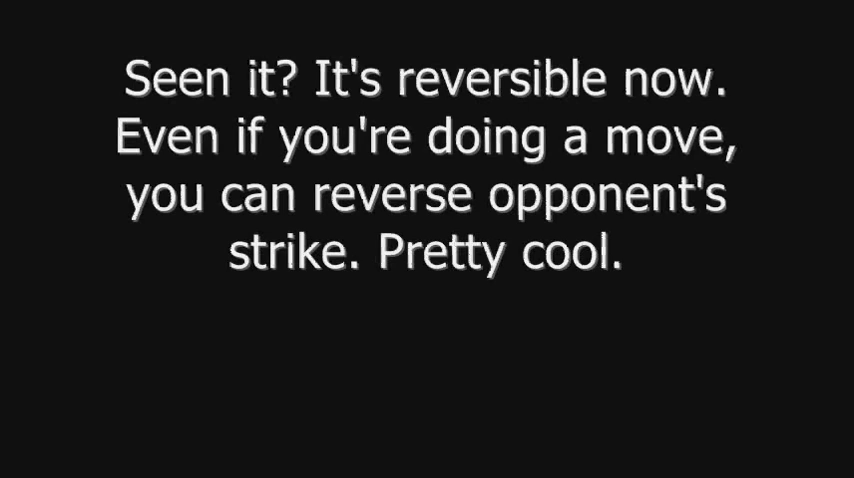 Seen it? It's reversible now.
Even if you're doing a move,
you can reverse opponent's
strike. Pretty cool.